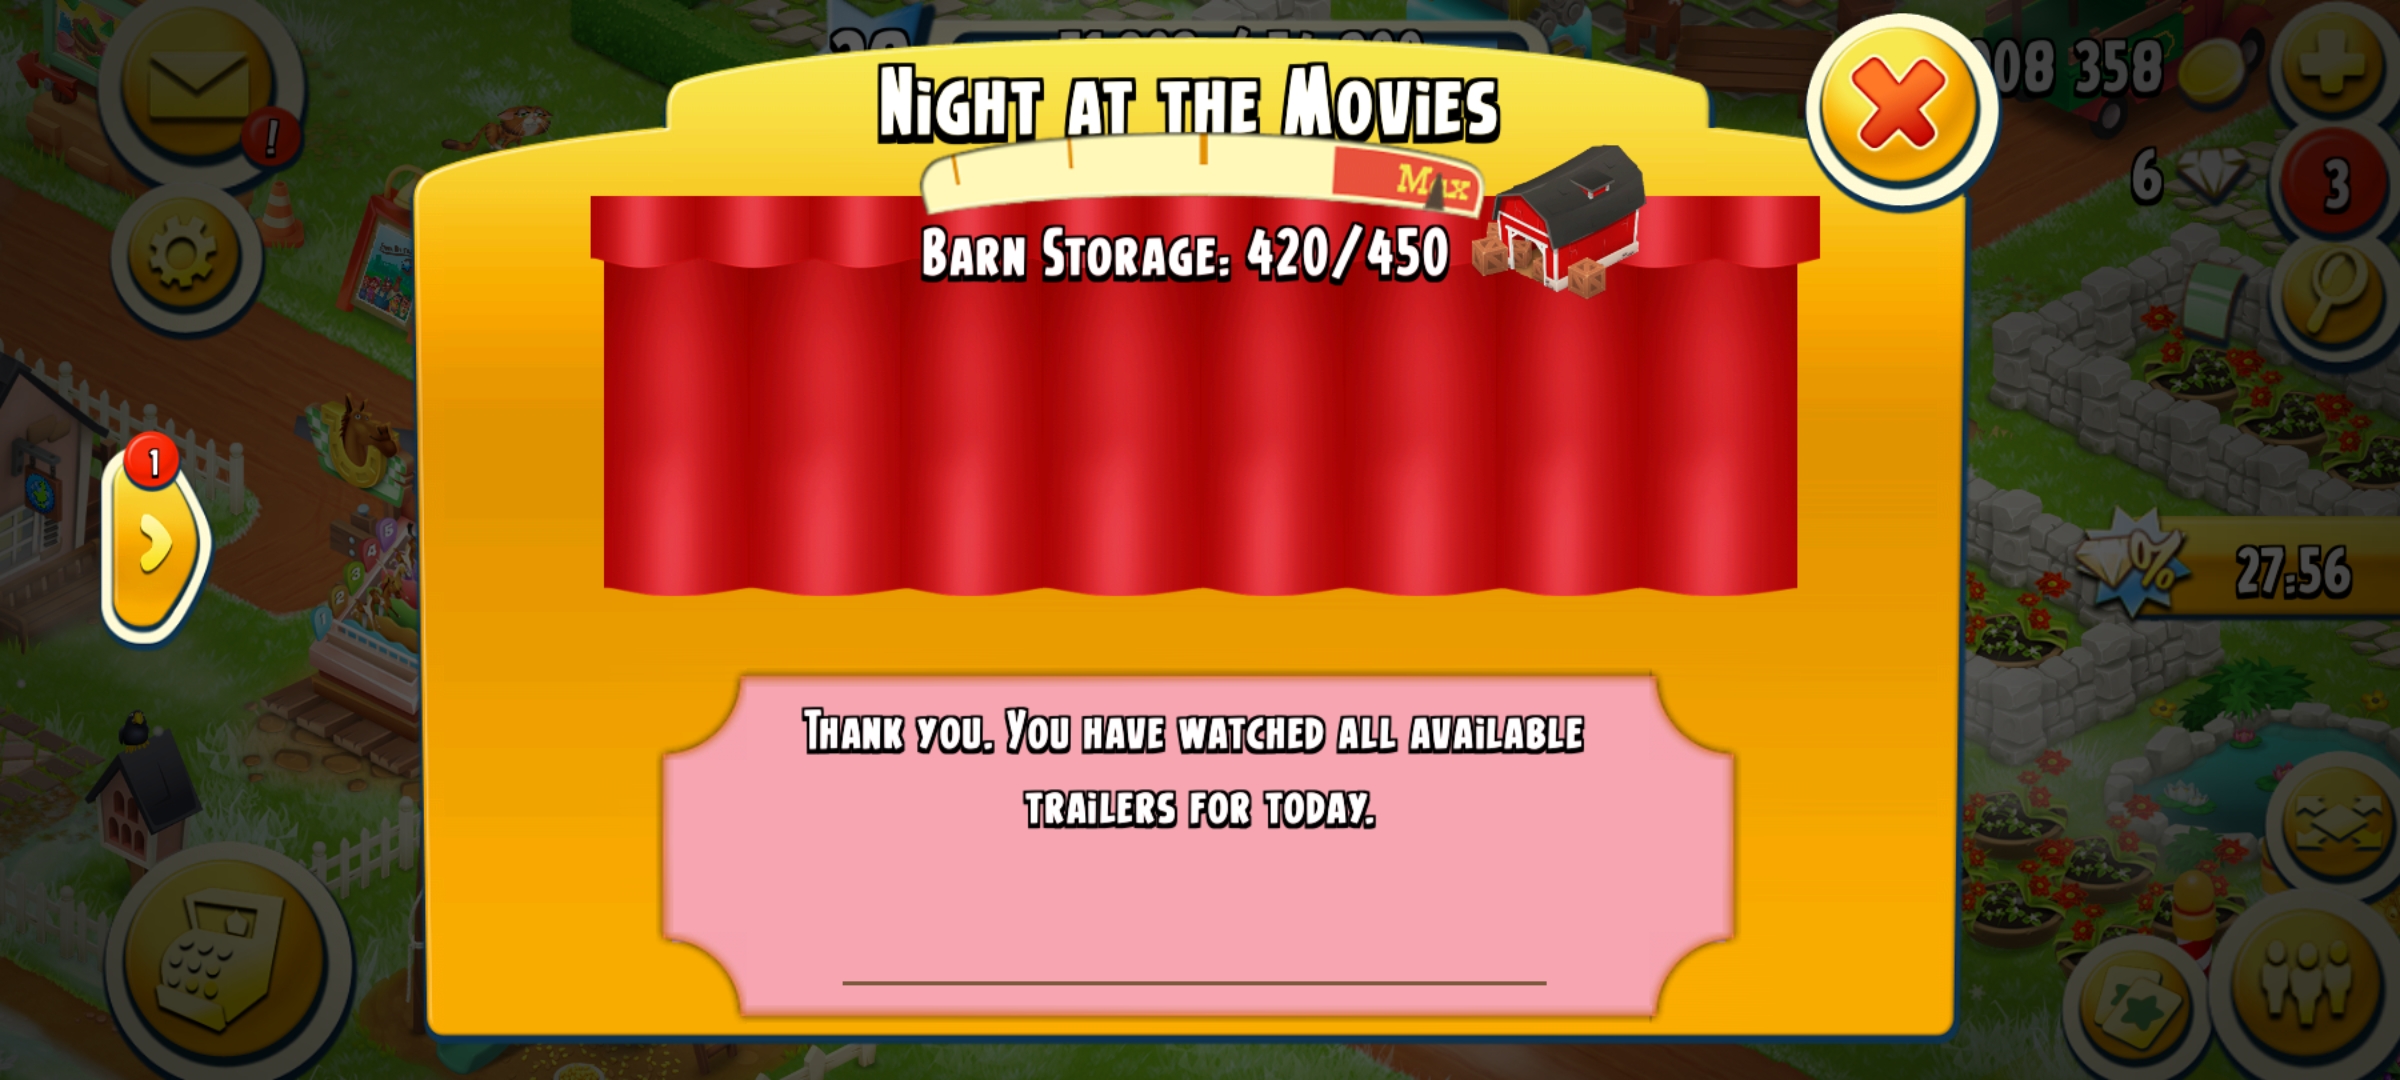 Night at the Movies
08 358
6
3
Max
Barn Storage: 420/450
1
27:56
Thank you. You have watched all available
trailers for today.